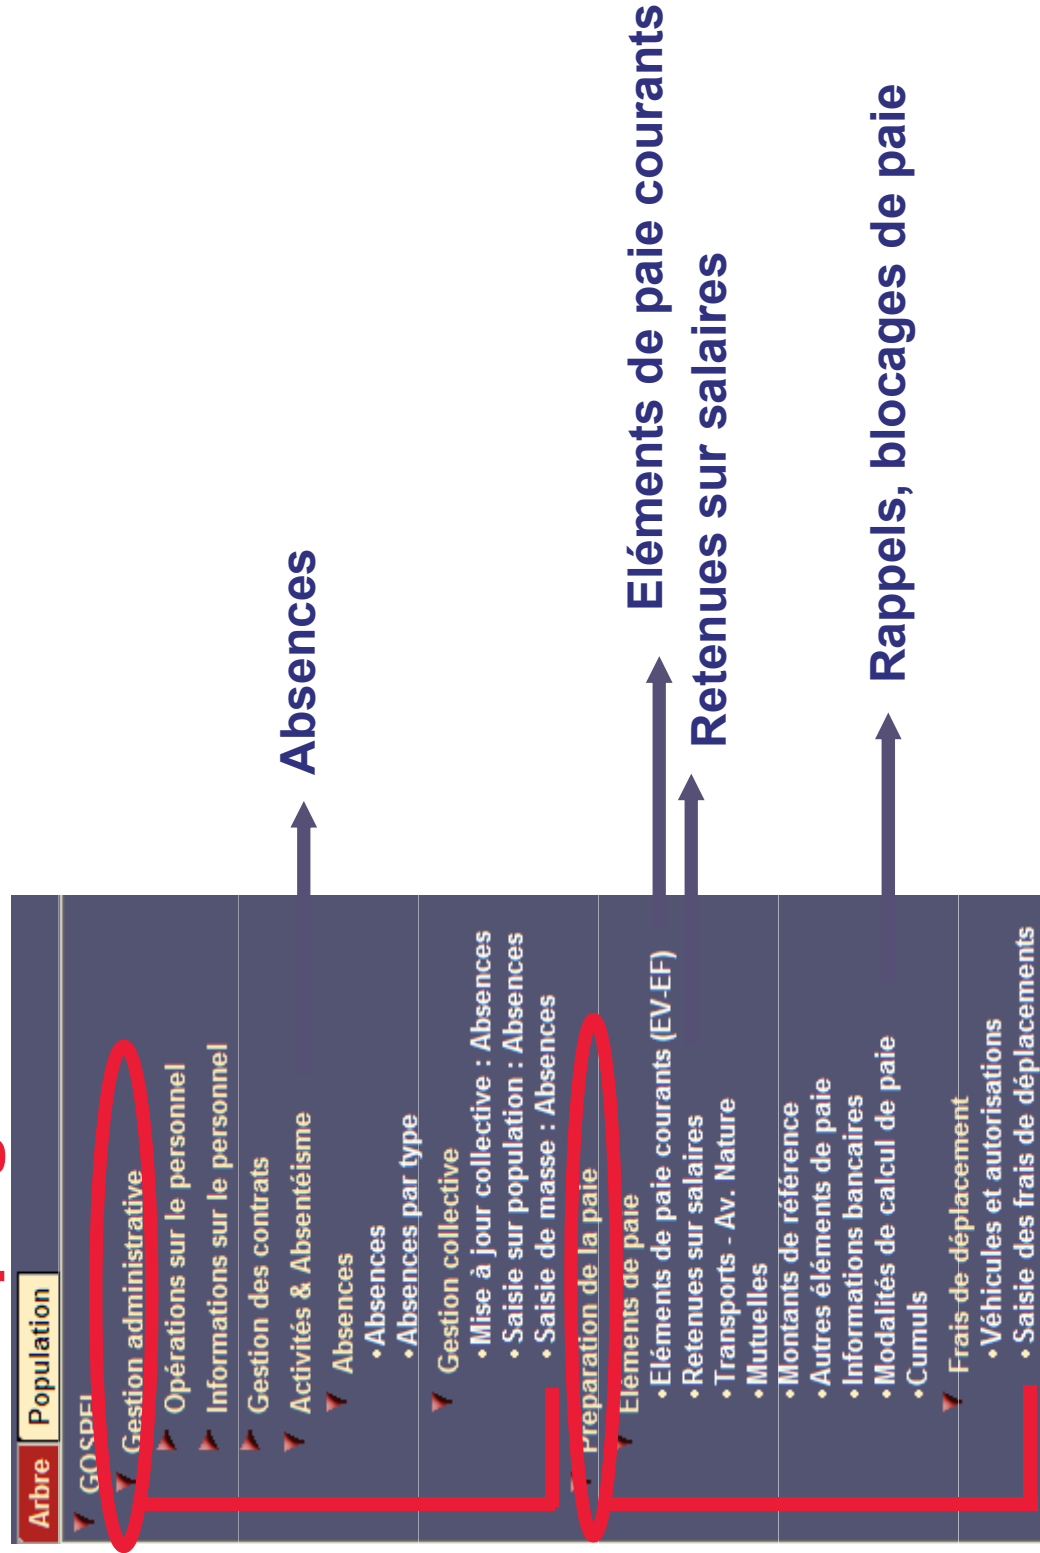 Arbre Population
GOSPEL
Gestion administrative
Opérations sur le personnel
Informations sur le personnel
Gestion des contrats
Activités & Absentéisme
Absences
Absences
•Absences
•Absences par type
Gestion collective
•Mise à jour collective : Absences
•Saisie sur population : Absences
•Saisie de masse : Absences
Préparation de la paie
Eléments de paie
•Eléments de paie courants (EV-EF)
Eléments de paie courants
•Retenues sur salaires
Retenues sur salaires
•Transports - Av. Nature
•Mutuelles
•Montants de référence
•Autres éléments de paie
•Informations bancaires
•Modalités de calcul de paie
Rappels, blocages de paie
•Cumuls
Frais de déplacement
•Véhicules et autorisations
•Saisie des frais de déplacements